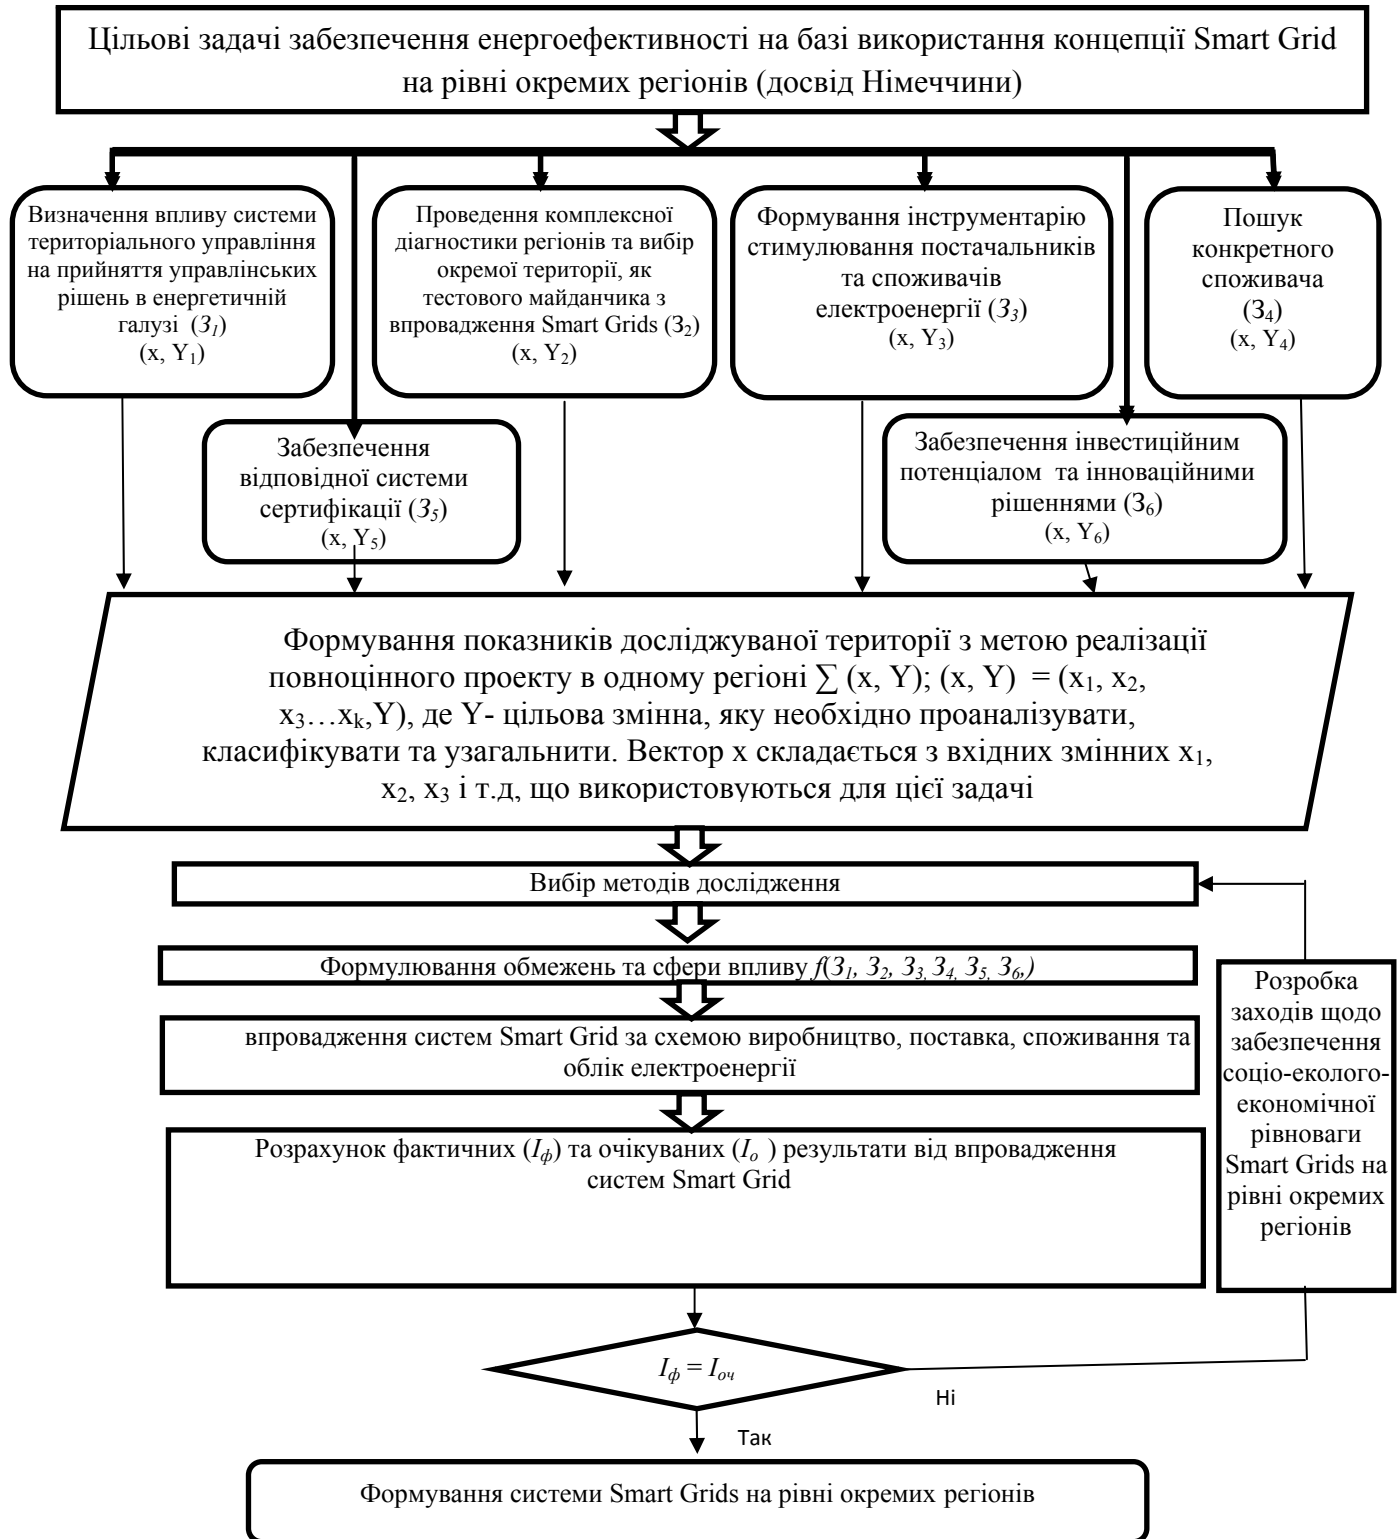 Цільові задачі забезпечення енергоефективності на базі використання концепції Smart Grid
на рівні окремих регіонів (досвід Німеччини)
Визначення впливу системи
територіального управління
на прийняття управлінських
рішень в енергетичній
галузі (З₁)
(x, Y₁)
Проведення комплексної
діагностики регіонів та вибір
окремої території, як
тестового майданчика з
впровадження Smart Grids (З₂)
(x, Y₂)
Формування інструментарію
стимулювання постачальників
та споживачів
електроенергії (З₃)
(x, Y₃)
Пошук
конкретного
споживача
(З₄)
(x, Y₄)
Забезпечення
відповідної системи
сертифікації (З₅)
(x, Y₅)
Забезпечення інвестиційним
потенціалом та інноваційними
рішеннями (З₆)
(x, Y₆)
Формування показників досліджуваної території з метою реалізації
повноцінного проекту в одному регіоні ∑ (x, Y); (x, Y) = (x₁, x₂,
x₃…xₖ,Y), де Y- цільова змінна, яку необхідно проаналізувати,
класифікувати та узагальнити. Вектор x складається з вхідних змінних x₁,
x₂, x₃ і т.д, що використовуються для цієї задачі
Вибір методів дослідження
Формулювання обмежень та сфери впливу f(З₁, З₂, З₃, З₄, З₅, З₆,)
впровадження систем Smart Grid за схемою виробництво, поставка, споживання та
облік електроенергії
Розрахунок фактичних (I_ф) та очікуваних (I_о ) результати від впровадження
систем Smart Grid
Розробка
заходів щодо
забезпечення
соціо-еколого-
економічної
рівноваги
Smart Grids на
рівні окремих
регіонів
I_ф = I_оч
Ні
Так
Формування системи Smart Grids на рівні окремих регіонів